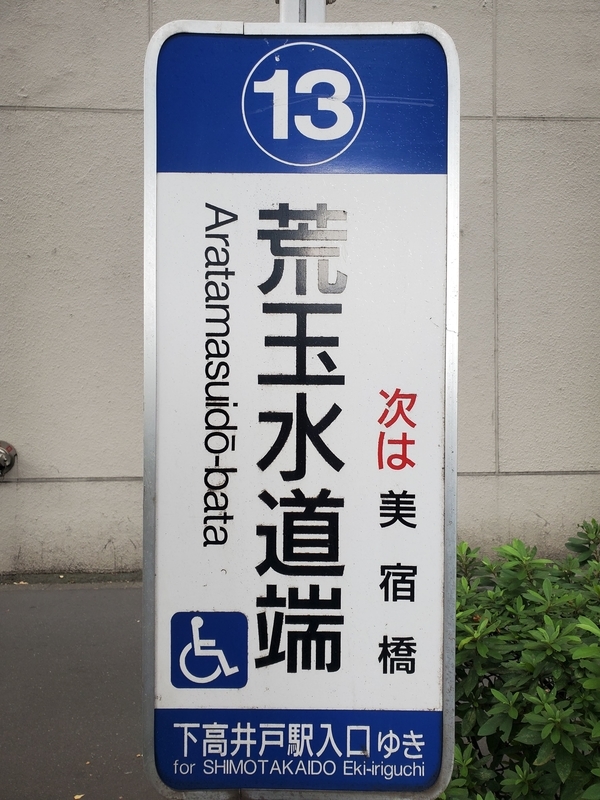 13
次は 美宿橋
荒玉水道端
Aratamasuidō-bata
下高井戸駅入口ゆき
for SHIMOTAKAIDO Eki-iriguchi